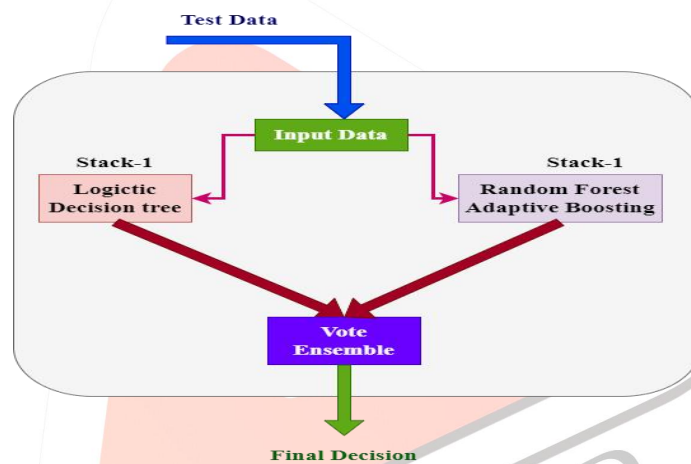 Test Data
Input Data
Stack-1
Stack-1
Logictic
Decision tree
Random Forest
Adaptive Boosting
Vote
Ensemble
Final Decision